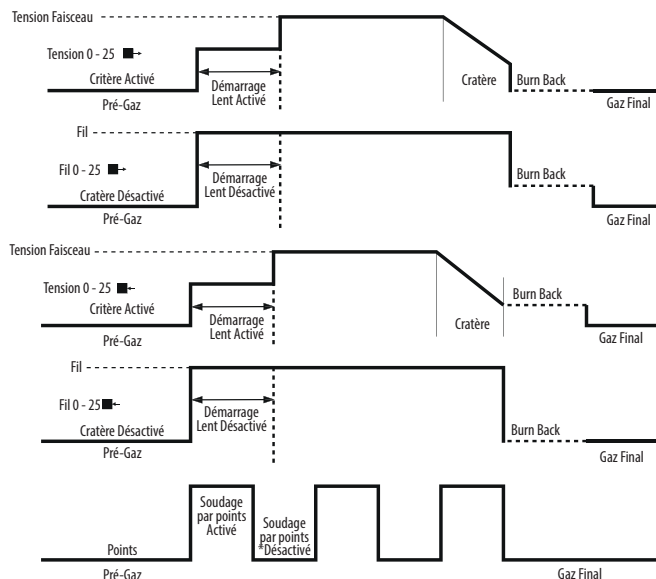 Tension Faisceau
Tension 0 - 25
Critère Activé
Pré-Gaz
Démarrage
Lent Activé
Cratère
Burn Back
Gaz Final
Fil
Fil 0 - 25
Cratère Désactivé
Pré-Gaz
Démarrage
Lent Désactivé
Burn Back
Gaz Final
Tension Faisceau
Tension 0 - 25
Critère Activé
Pré-Gaz
Démarrage
Lent Activé
Cratère
Burn Back
Gaz Final
Fil
Fil 0 - 25
Cratère Désactivé
Pré-Gaz
Démarrage
Lent Désactivé
Burn Back
Gaz Final
Points
Pré-Gaz
Soudage
par points
Activé
Soudage
par points
*Désactivé
Gaz Final